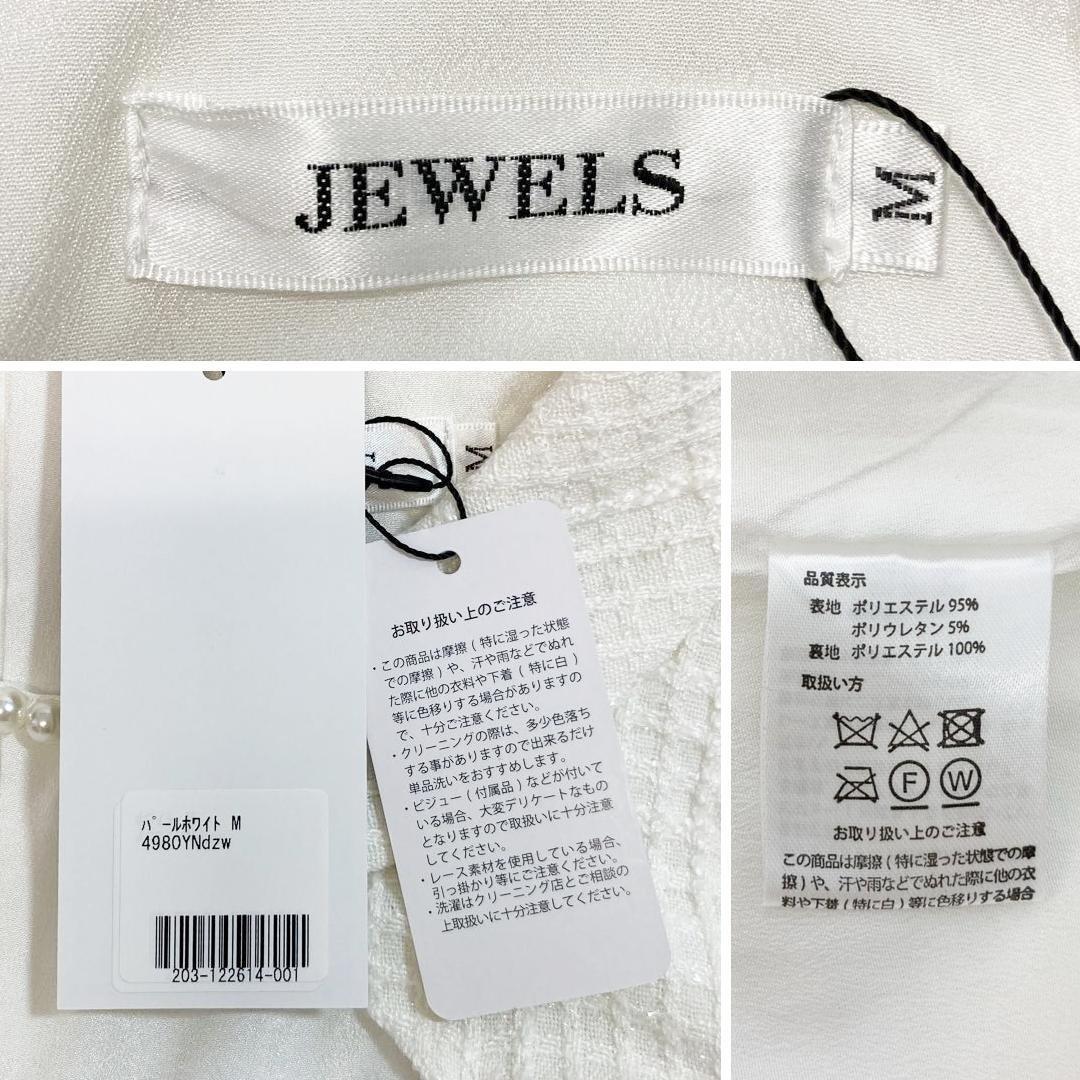 JEWELS
M
M
パールホワイト M
4980YNdzw
203-122614-001
お取り扱い上のご注意
・この商品は摩擦(特に湿った状態
での摩擦)や、汗や雨などでぬれ
た際に他の衣料や下着(特に白)
等に色移りする場合がありますの
で、十分ご注意ください。
・クリーニングの際は、多少色落ち
する事がありますので出来るだけ
単品洗いをおすすめします。
・ビジュー(付属品)などが付いて
いる場合、大変デリケートなもの
となりますので取扱いに十分注意
してください。
・レース素材を使用している場合、
引っ掛かり等にご注意ください。
・洗濯はクリーニング店とご相談の
上取扱いに十分注意してください。
品質表示
表地 ポリエステル 95%
ポリウレタン 5%
裏地 ポリエステル 100%
取扱い方
F W
お取り扱い上のご注意
この商品は摩擦(特に湿った状態での摩
擦)や、汗や雨などでぬれた際に他の衣
料や下着(特に白)等に色移りする場合